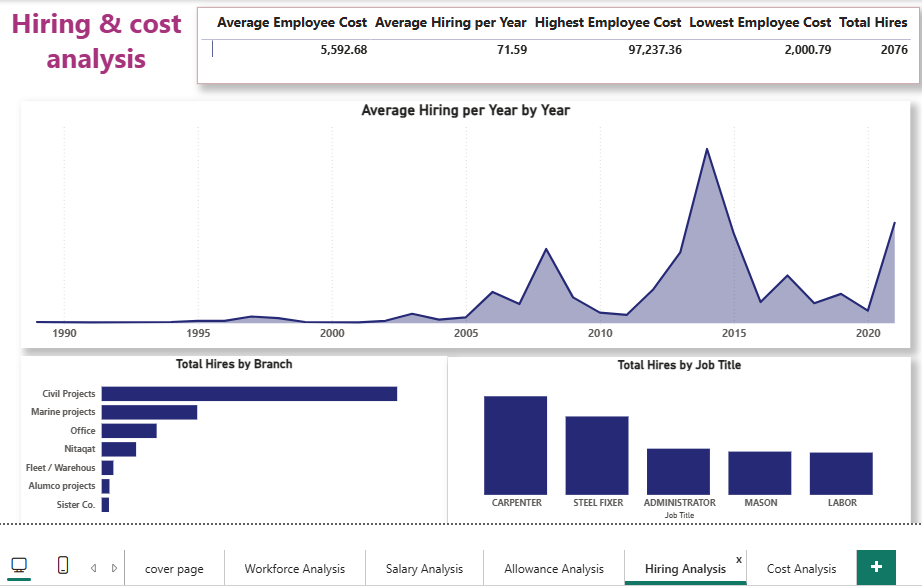 Hiring & cost
analysis
Average Employee Cost Average Hiring per Year Highest Employee Cost Lowest Employee Cost Total Hires
5,592.68 71.59 97,237.36 2,000.79 2076
Average Hiring per Year by Year
1990 1995 2000 2005 2010 2015 2020
Total Hires by Branch
Civil Projects
Marine projects
Office
Nitaqat
Fleet / Warehous
Alumco projects
Sister Co.
Total Hires by Job Title
CARPENTER STEEL FIXER ADMINISTRATOR MASON LABOR
Job Title
cover page Workforce Analysis Salary Analysis Allowance Analysis Hiring Analysis x Cost Analysis +